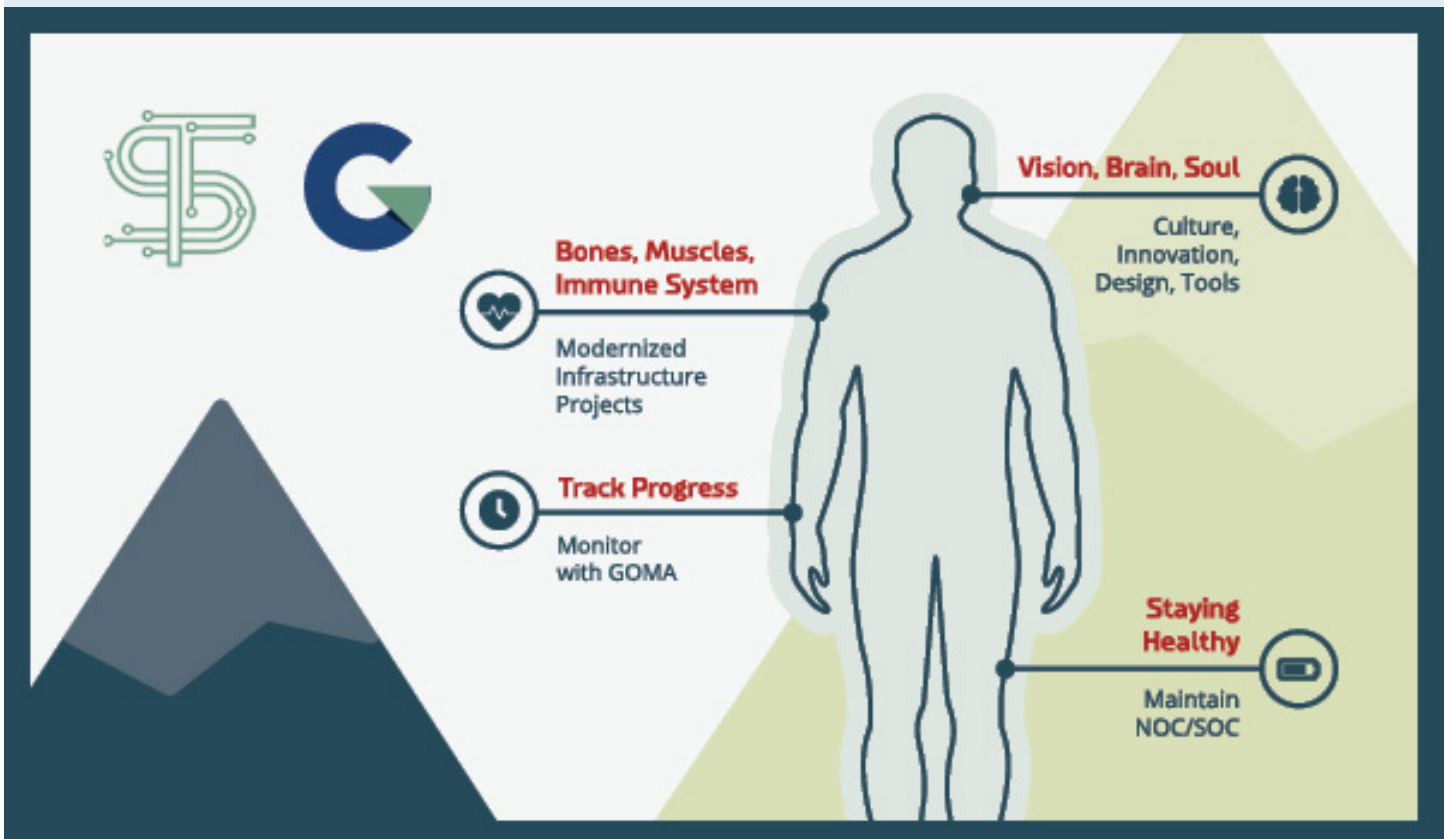 Vision, Brain, Soul
Culture,
Innovation,
Design, Tools
Bones, Muscles,
Immune System
Modernized
Infrastructure
Projects
Track Progress
Monitor
with GOMA
Staying
Healthy
Maintain
NOC/SOC